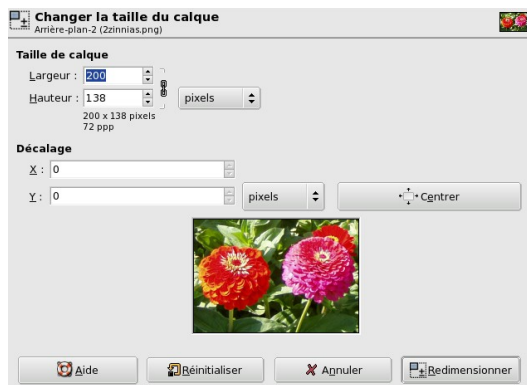 Changer la taille du calque
Arrière-plan-2 (2zinnias.png)
Taille de calque
Largeur : 200
Hauteur : 138 pixels
200 x 138 pixels
72 ppp
Décalage
X : 0
Y : 0 pixels Centrer
Aide Réinitialiser Annuler Redimensionner